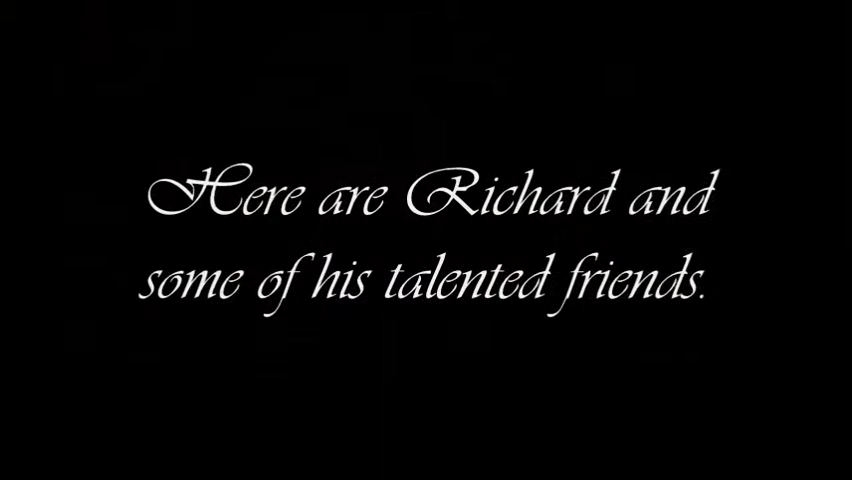 Here are Richard and
some of his talented friends.